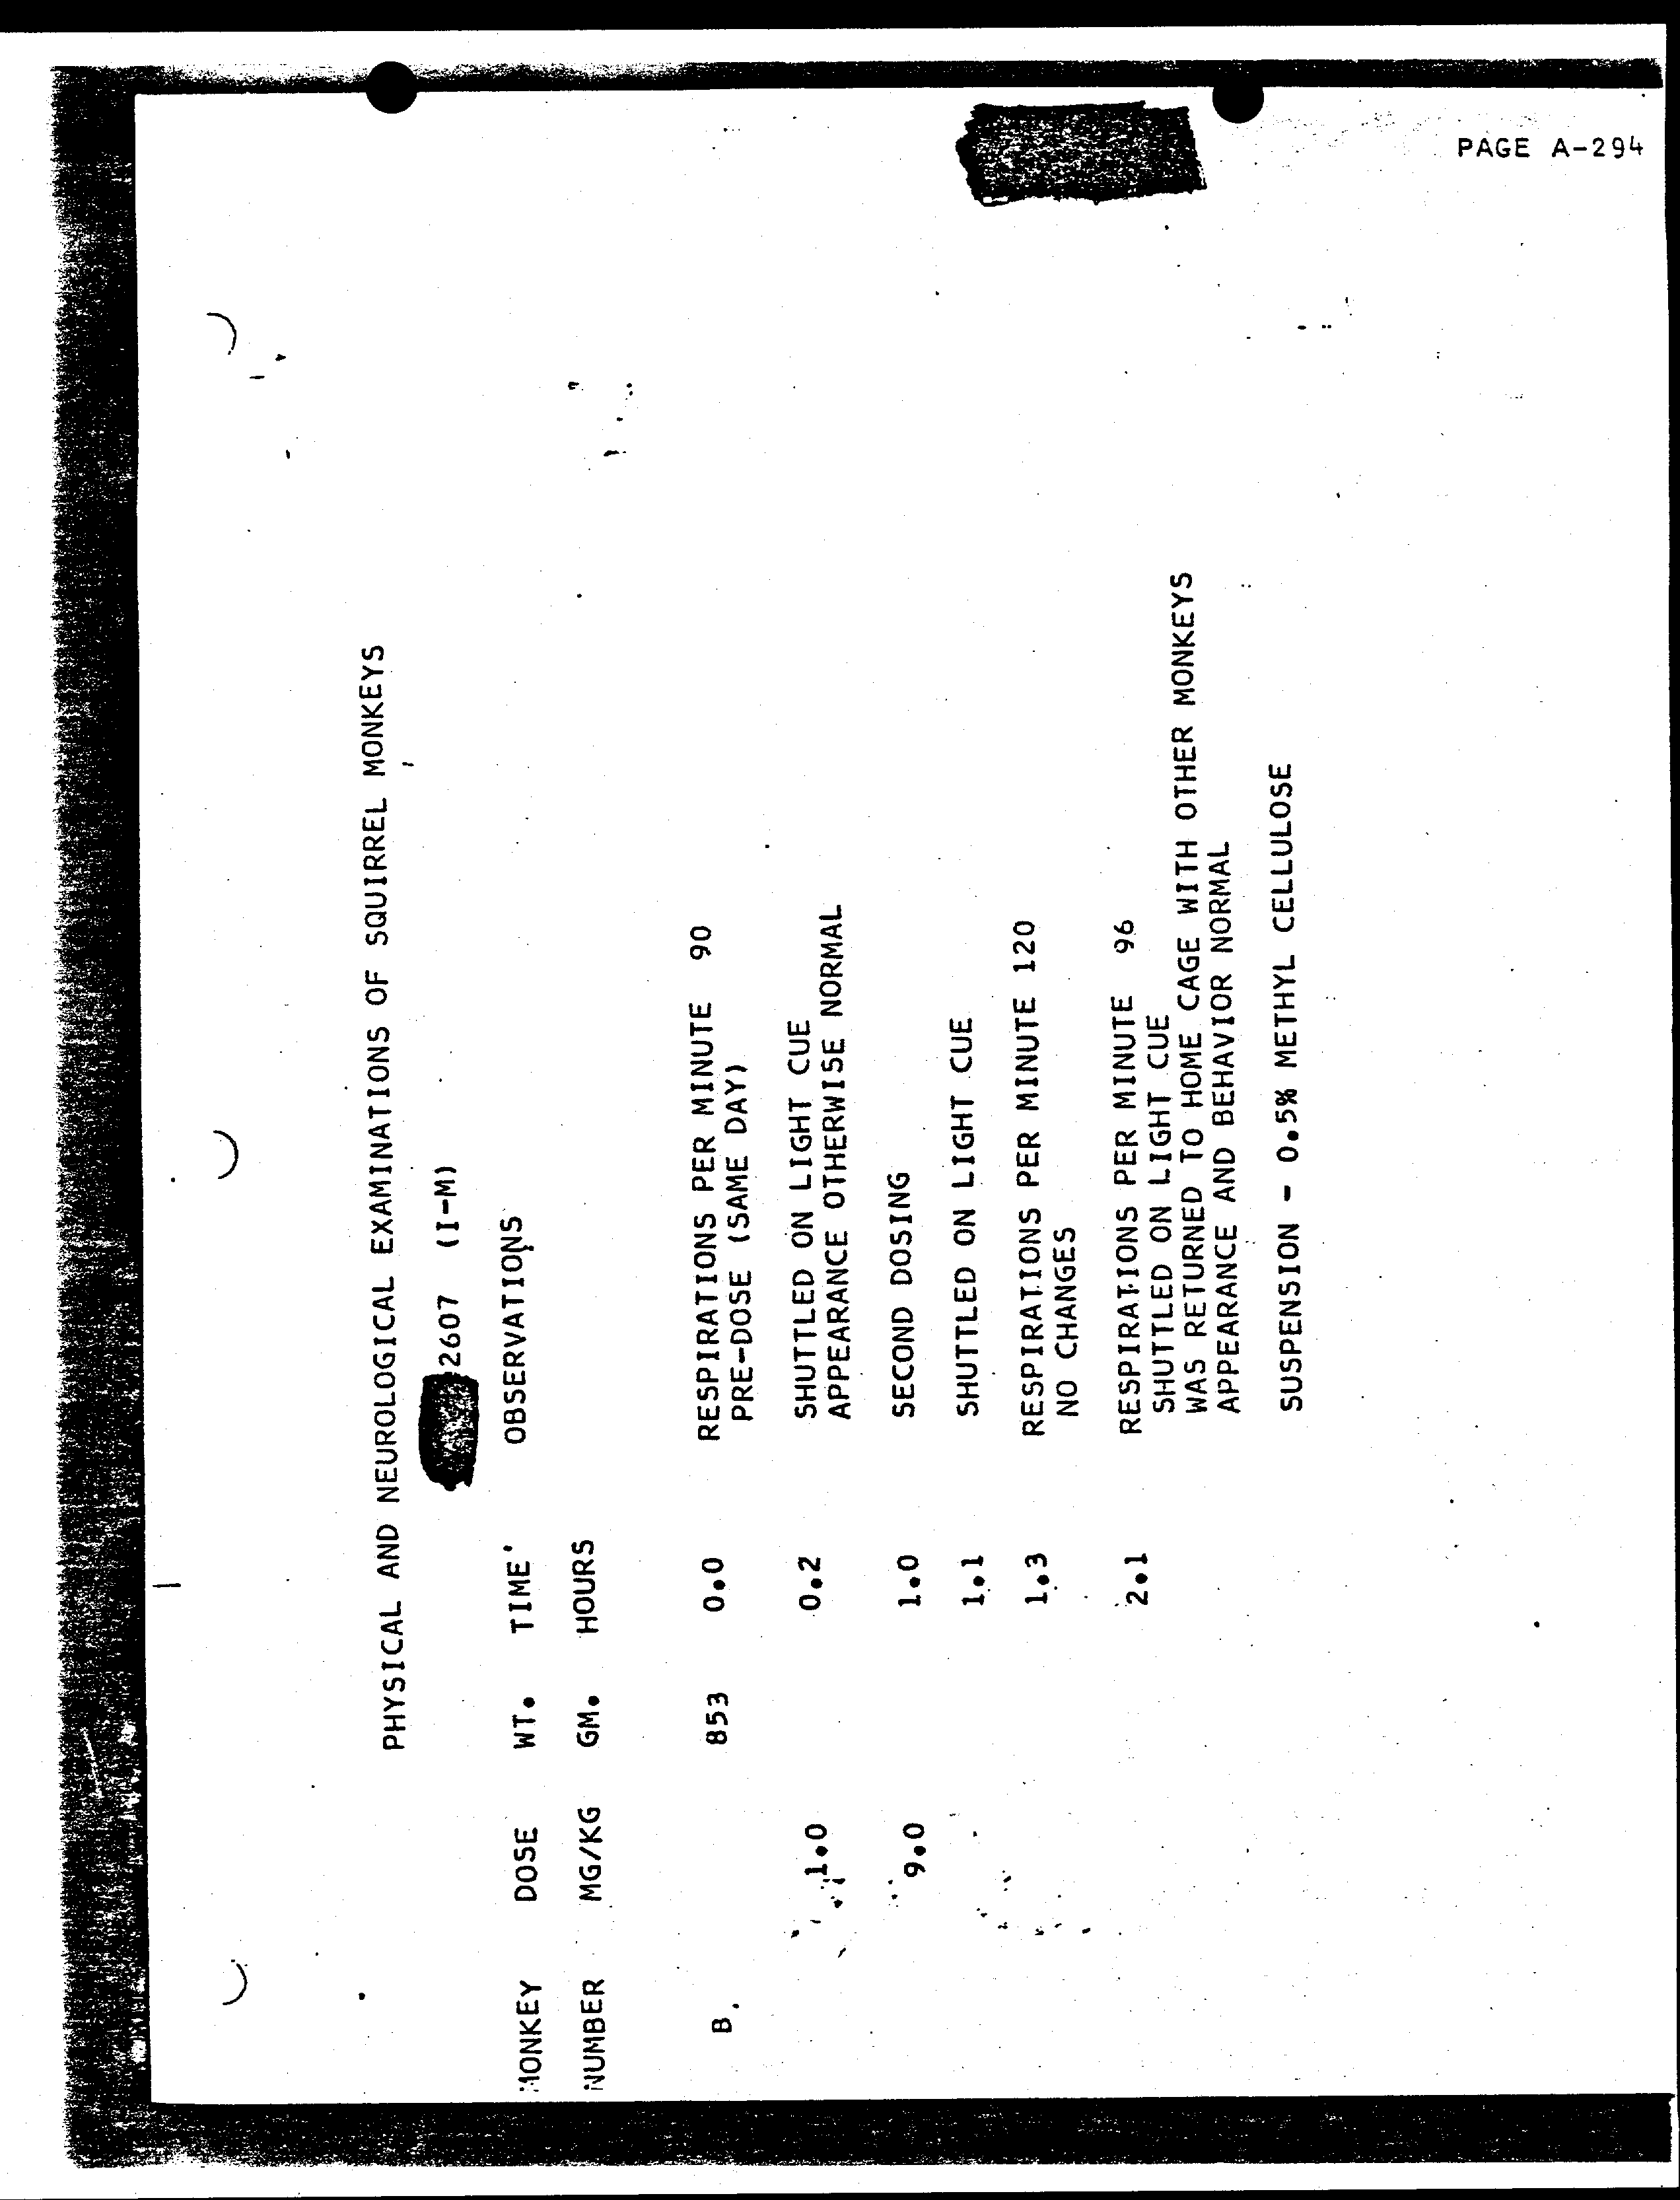 PAGE A-294
PHYSICAL AND NEUROLOGICAL EXAMINATIONS OF SQUIRREL MONKEYS
2607 (I-M)
MONKEY DOSE WT. TIME OBSERVATIONS
NUMBER MG/KG GM. HOURS
B. 853 0.0 RESPIRATIONS PER MINUTE 90
PRE-DOSE (SAME DAY)
1.0 0.2 SHUTTLED ON LIGHT CUE
APPEARANCE OTHERWISE NORMAL
9.0 1.0 SECOND DOSING
1.1 SHUTTLED ON LIGHT CUE
1.3 RESPIRATIONS PER MINUTE 120
NO CHANGES
2.1 RESPIRATIONS PER MINUTE 96
SHUTTLED ON LIGHT CUE
WAS RETURNED TO HOME CAGE WITH OTHER MONKEYS
APPEARANCE AND BEHAVIOR NORMAL
SUSPENSION - 0.5% METHYL CELLULOSE